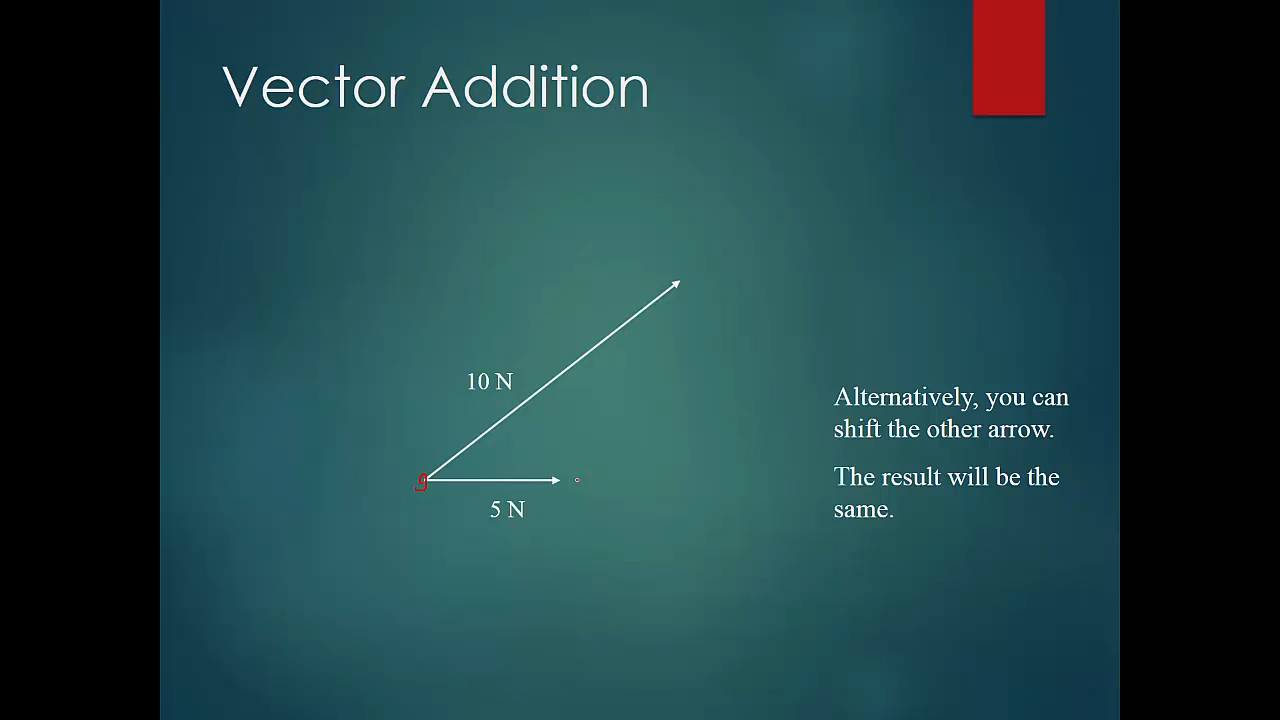 Vector Addition
10 N
5 N
Alternatively, you can
shift the other arrow.
The result will be the
same.